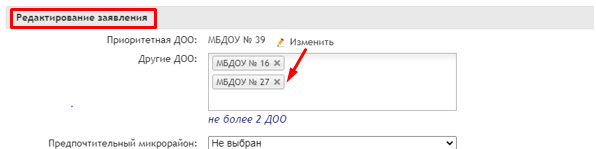 Редактирование заявления
Приоритетная ДОО: МБДОУ № 39 Изменить
Другие ДОО: МБДОУ № 16 ×
МБДОУ № 27 ×
не более 2 ДОО
Предпочтительный микрорайон: Не выбран